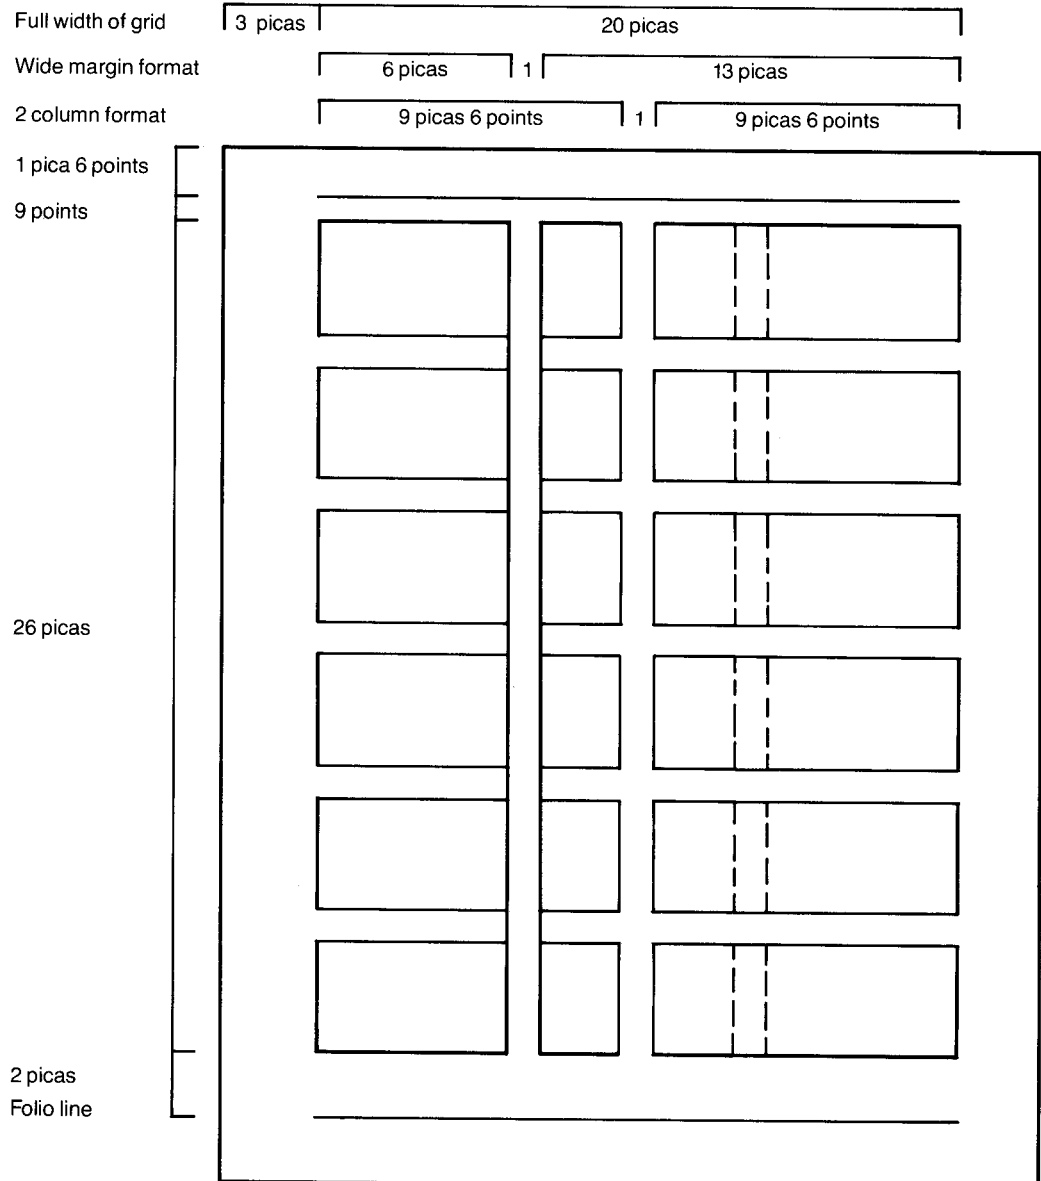 Full width of grid 3 picas 20 picas
Wide margin format 6 picas 1 13 picas
2 column format 9 picas 6 points 1 9 picas 6 points
1 pica 6 points
9 points
26 picas
2 picas
Folio line